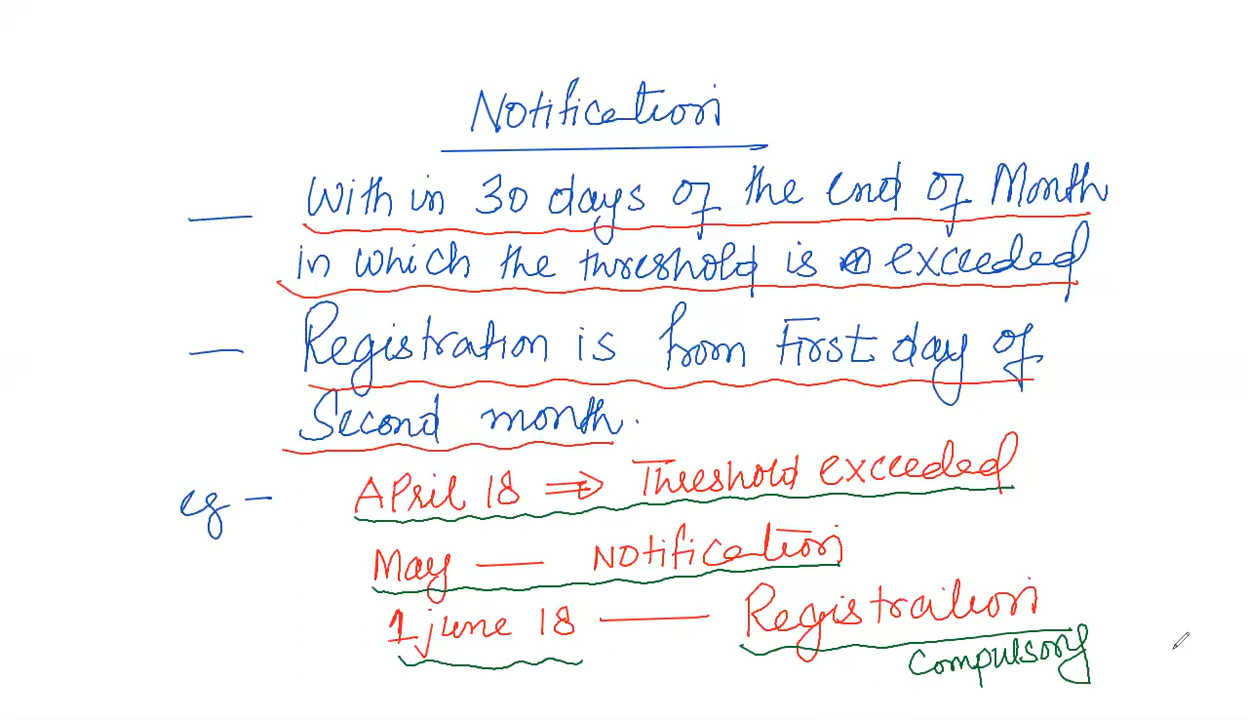 Notification
— With in 30 days of the end of Month
in which the threshold is exceeded
— Registration is from First day of
Second month.
eg - April 18 ⇒ Threshold exceeded
May — Notification
1 june 18 — Registration
Compulsory